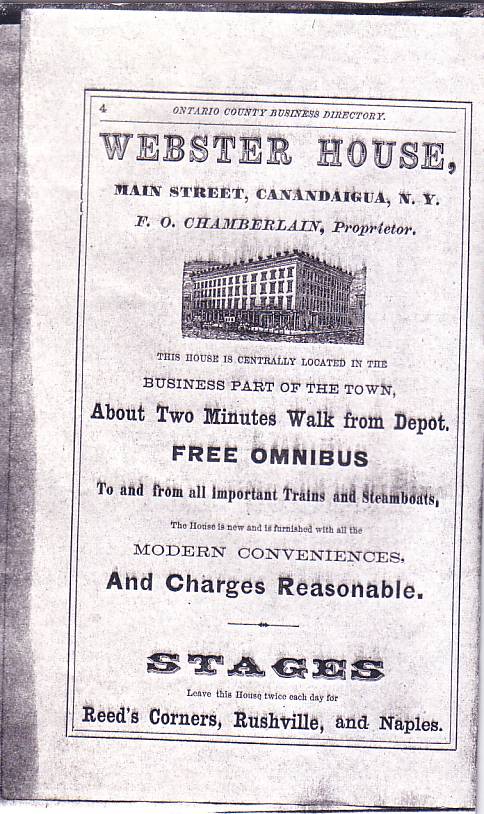 4
ONTARIO COUNTY BUSINESS DIRECTORY.
WEBSTER HOUSE,
MAIN STREET, CANANDAIGUA, N. Y.
F. O. CHAMBERLAIN, Proprietor.
THIS HOUSE IS CENTRALLY LOCATED IN THE
BUSINESS PART OF THE TOWN,
About Two Minutes Walk from Depot.
FREE OMNIBUS
To and from all important Trains and Steamboats,
The House is new and is furnished with all the
MODERN CONVENIENCES,
And Charges Reasonable.
STAGES
Leave this House twice each day for
Reed's Corners, Rushville, and Naples.